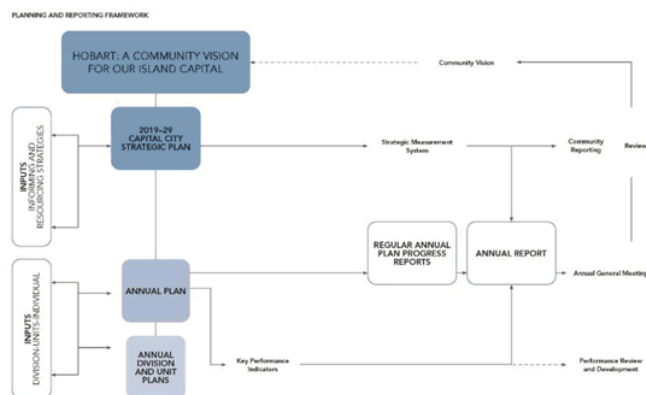 PLANNING AND REPORTING FRAMEWORK
HOBART: A COMMUNITY VISION
FOR OUR ISLAND CAPITAL
Community Vision
INPUTS
INFORMING AND
RESOURCING STRATEGIES
2019–29
CAPITAL CITY
STRATEGIC PLAN
Strategic Measurement
System
Community
Reporting
Review
REGULAR ANNUAL
PLAN PROGRESS
REPORTS
ANNUAL REPORT
Annual General Meeting
INPUTS
DIVISION-UNITS-INDIVIDUAL
ANNUAL PLAN
ANNUAL
DIVISION
AND UNIT
PLANS
Key Performance
Indicators
Performance Review
and Development